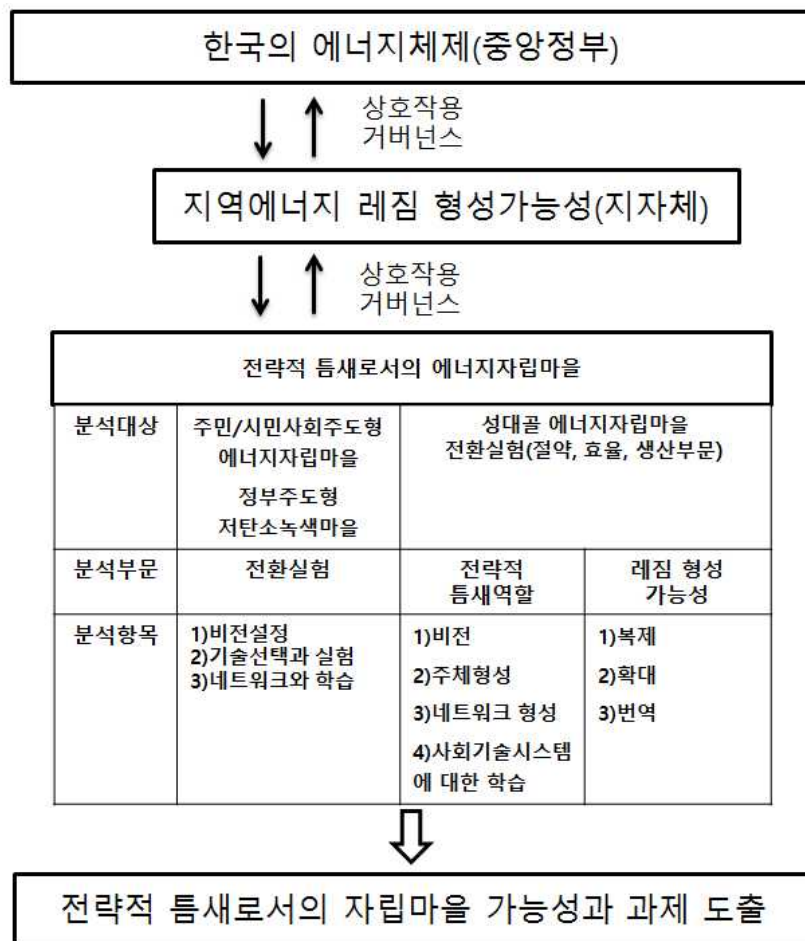 한국의 에너지체제(중앙정부)
상호작용
거버넌스
지역에너지 레짐 형성가능성(지자체)
상호작용
거버넌스
전략적 틈새로서의 에너지자립마을
분석대상
주민/시민사회주도형
에너지자립마을
정부주도형
저탄소녹색마을
성대골 에너지자립마을
전환실험(절약, 효율, 생산부문)
분석부문
전환실험
전략적
틈새역할
레짐 형성
가능성
분석항목
1)비전설정
2)기술선택과 실험
3)네트워크와 학습
1)비전
2)주체형성
3)네트워크 형성
4)사회기술시스템
에 대한 학습
1)복제
2)확대
3)번역
전략적 틈새로서의 자립마을 가능성과 과제 도출